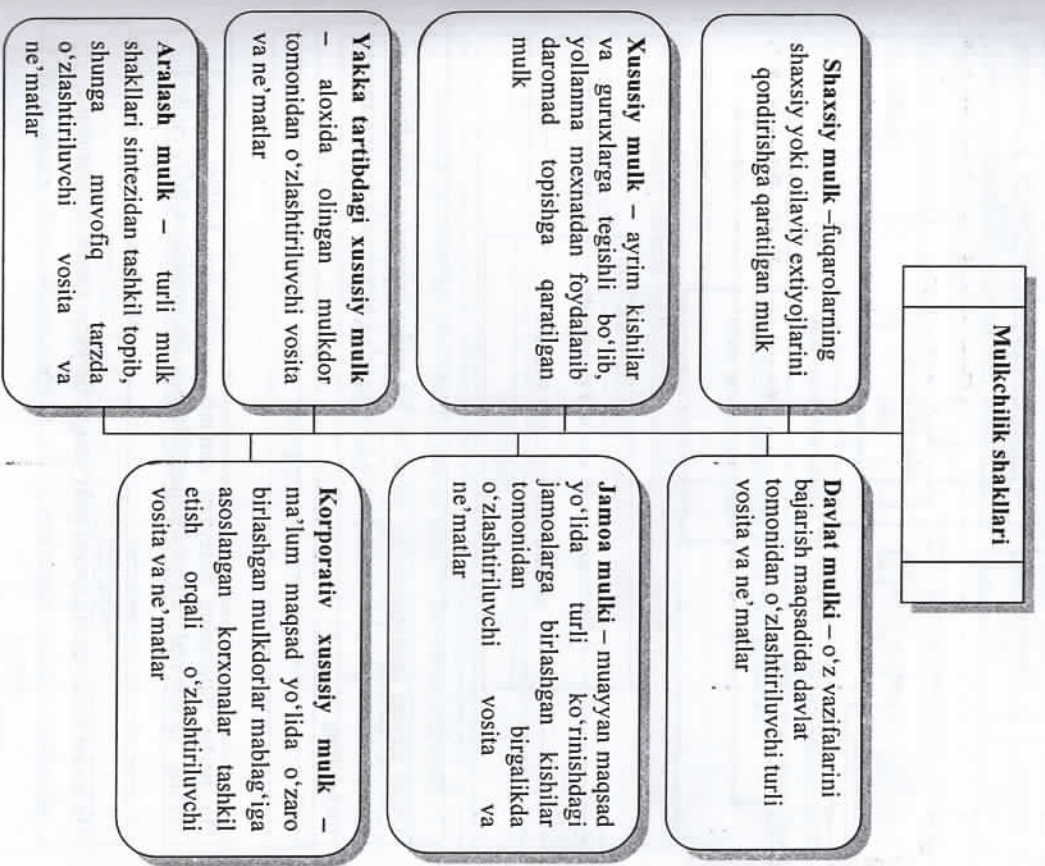 Mulkchilik shakllari
Shaxsiy mulk –fuqarolarning
shaxsiy yoki oilaviy extiyojlarini
qondirishga qaratilgan mulk
Davlat mulki – o‘z vazifalarini
bajarish maqsadida davlat
tomonidan o‘zlashtiriluvchi turli
vosita va ne’matlar
Xususiy mulk – ayrim kishilar
va guruxlarga tegishli bo‘lib,
yollanma mexnatdan foydalanib
daromad topishga qaratilgan
mulk
Jamoa mulki – muayyan maqsad
yo‘lida turli ko‘rinishdagi
jamoalarga birlashgan kishilar
tomonidan birgalikda
o‘zlashtiriluvchi vosita va
ne’matlar
Yakka tartibdagi xususiy mulk
– aloxida olingan mulkdor
tomonidan o‘zlashtiriluvchi vosita
va ne’matlar
Korporativ xususiy mulk –
ma’lum maqsad yo‘lida o‘zaro
birlashgan mulkdorlar mablag‘iga
asoslangan korxonalar tashkil
etish orqali o‘zlashtiriluvchi
vosita va ne’matlar
Aralash mulk – turli mulk
shakllari sintezidan tashkil topib,
shunga muvofiq tarzda
o‘zlashtiriluvchi vosita va
ne’matlar